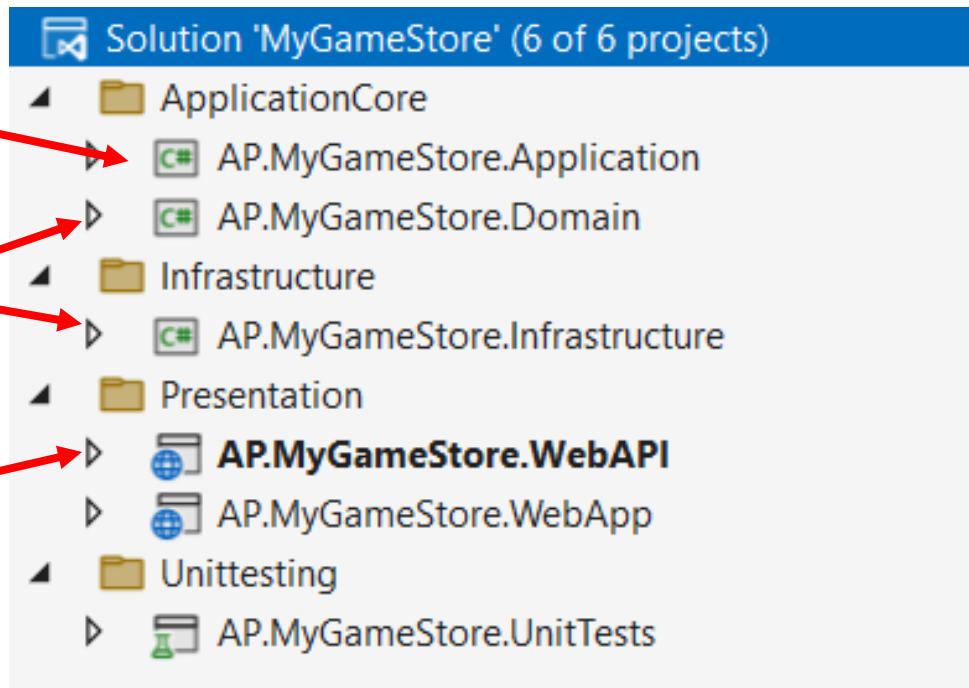 Solution 'MyGameStore' (6 of 6 projects)
ApplicationCore
C# AP.MyGameStore.Application
C# AP.MyGameStore.Domain
Infrastructure
C# AP.MyGameStore.Infrastructure
Presentation
AP.MyGameStore.WebAPI
AP.MyGameStore.WebApp
Unittesting
AP.MyGameStore.UnitTests